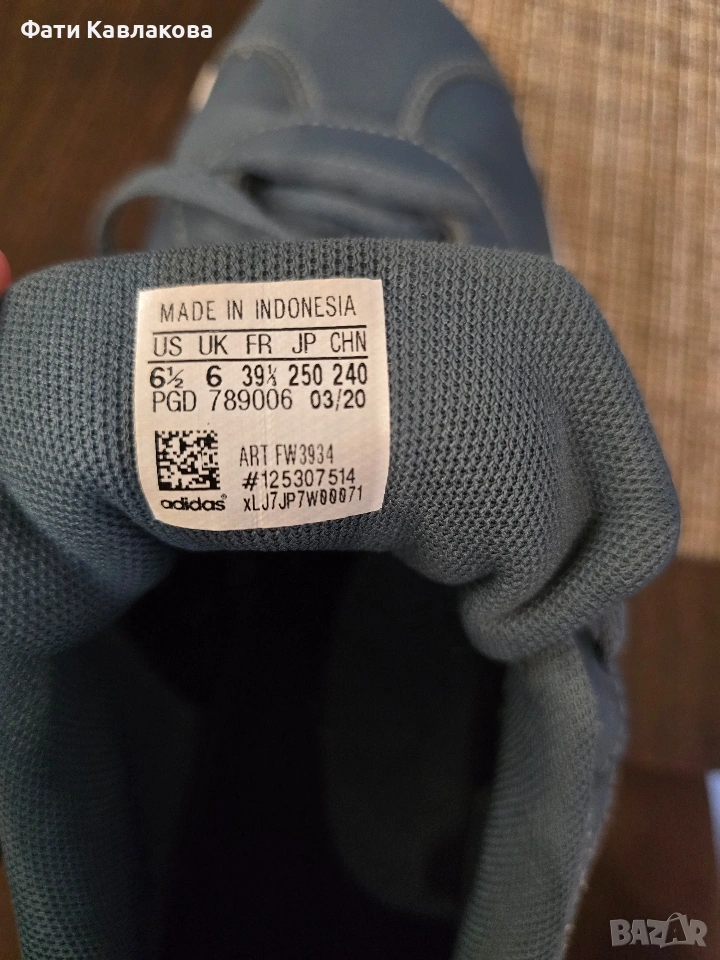 Фати Кавлакова
MADE IN INDONESIA
US UK FR JP CHN
6½ 6 39⅓ 250 240
PGD 789006 03/20
ART FW3934
#125307514
adidas® xLJ7JP7W00071
BAZAR